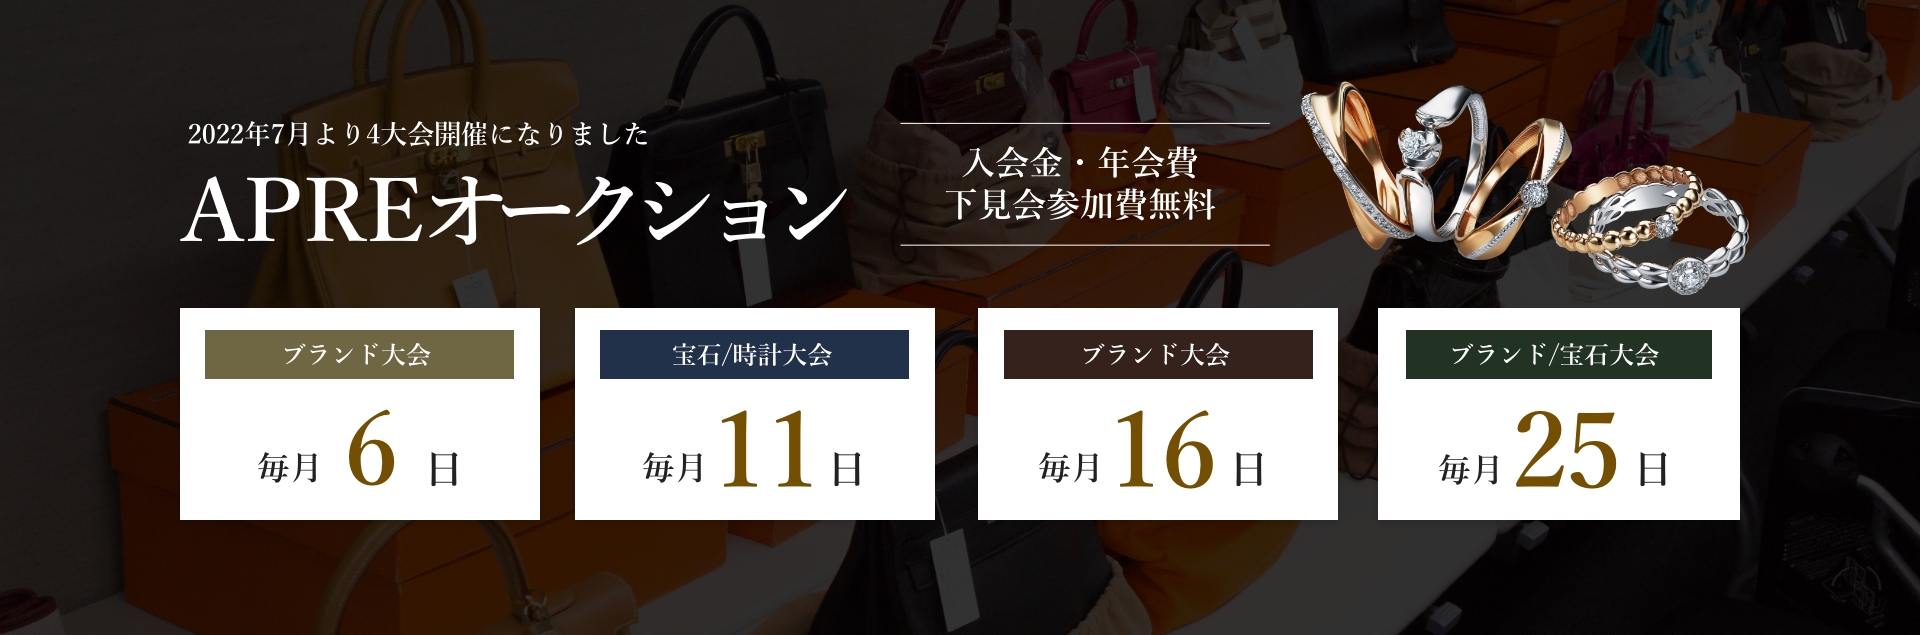 2022年7月より4大会開催になりました
APREオークション
入会金・年会費
下見会参加費無料
ブランド大会
毎月 6 日
宝石/時計大会
毎月 11 日
ブランド大会
毎月 16 日
ブランド/宝石大会
毎月 25 日